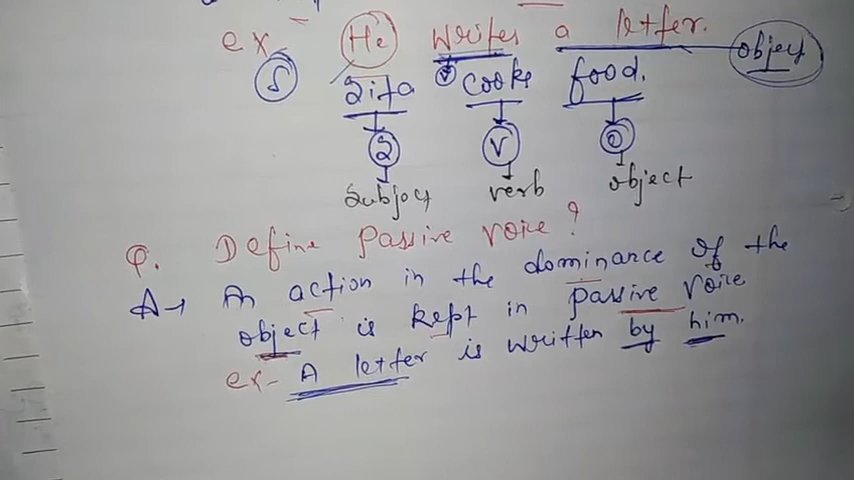 ex He writes a letter. object
S Sita V cooks food.
S V O
Subject verb object
Q. Define passive voice?
A→ An action in the dominance of the
object is kept in passive voice
ex- A letter is written by him.